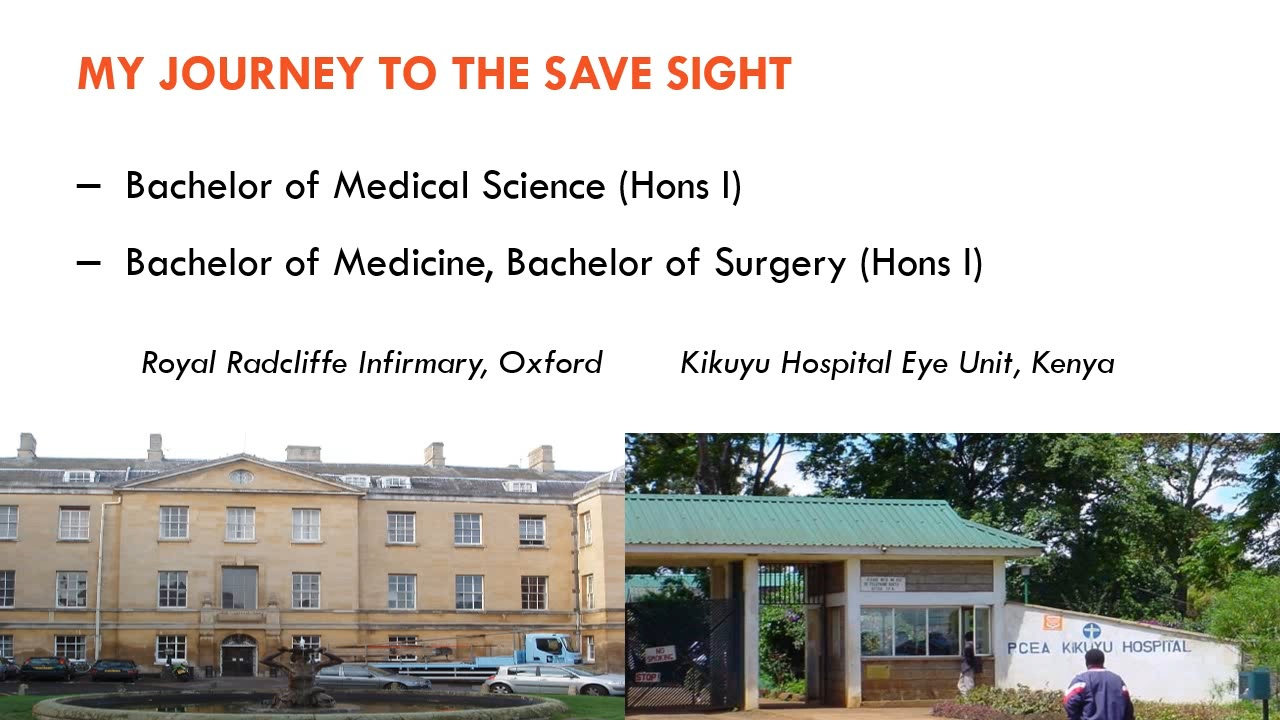 MY JOURNEY TO THE SAVE SIGHT
– Bachelor of Medical Science (Hons I)
– Bachelor of Medicine, Bachelor of Surgery (Hons I)
Royal Radcliffe Infirmary, Oxford
Kikuyu Hospital Eye Unit, Kenya
NO
SMOKING
STOP!
PCEA KIKUYU HOSPITAL